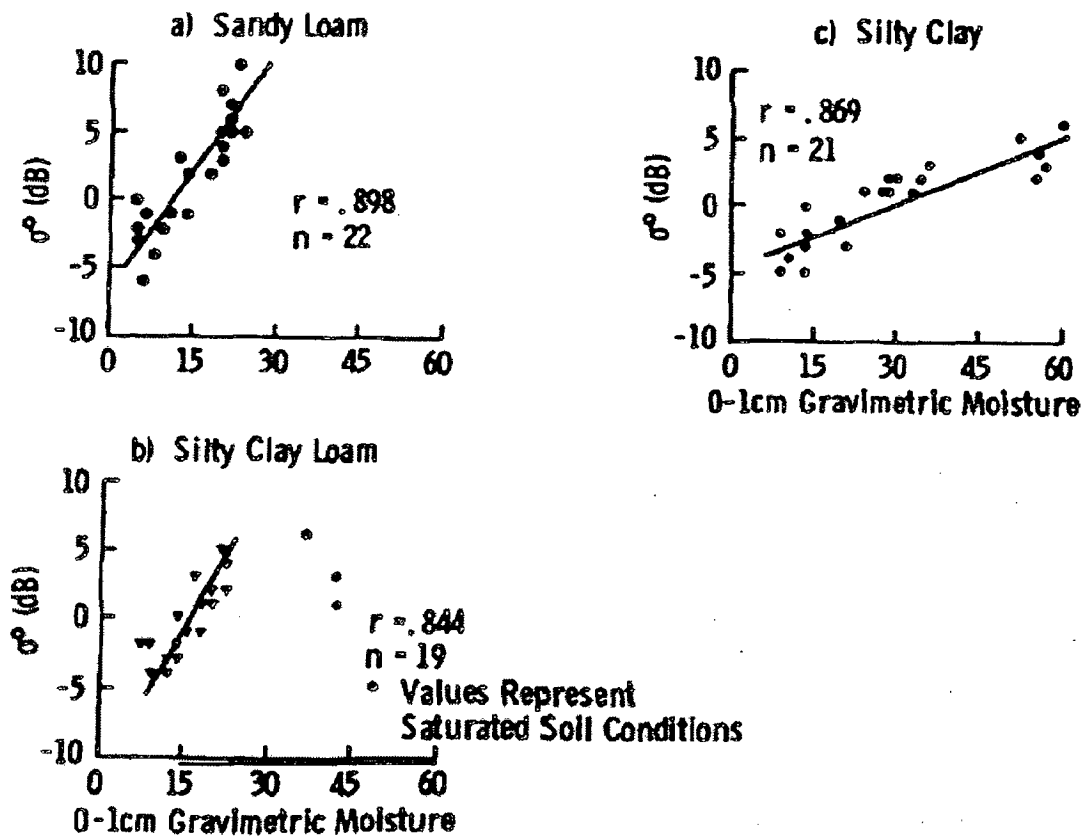 a) Sandy Loam
10
5
0
-5
-10
σ° (dB)
r = .898
n = 22
0 15 30 45 60
c) Silty Clay
10
5
0
-5
-10
σ° (dB)
r = .869
n = 21
0 15 30 45 60
0-1cm Gravimetric Moisture
b) Silty Clay Loam
10
5
0
-5
-10
σ° (dB)
r = .844
n = 19
Values Represent
Saturated Soil Conditions
0 15 30 45 60
0-1cm Gravimetric Moisture